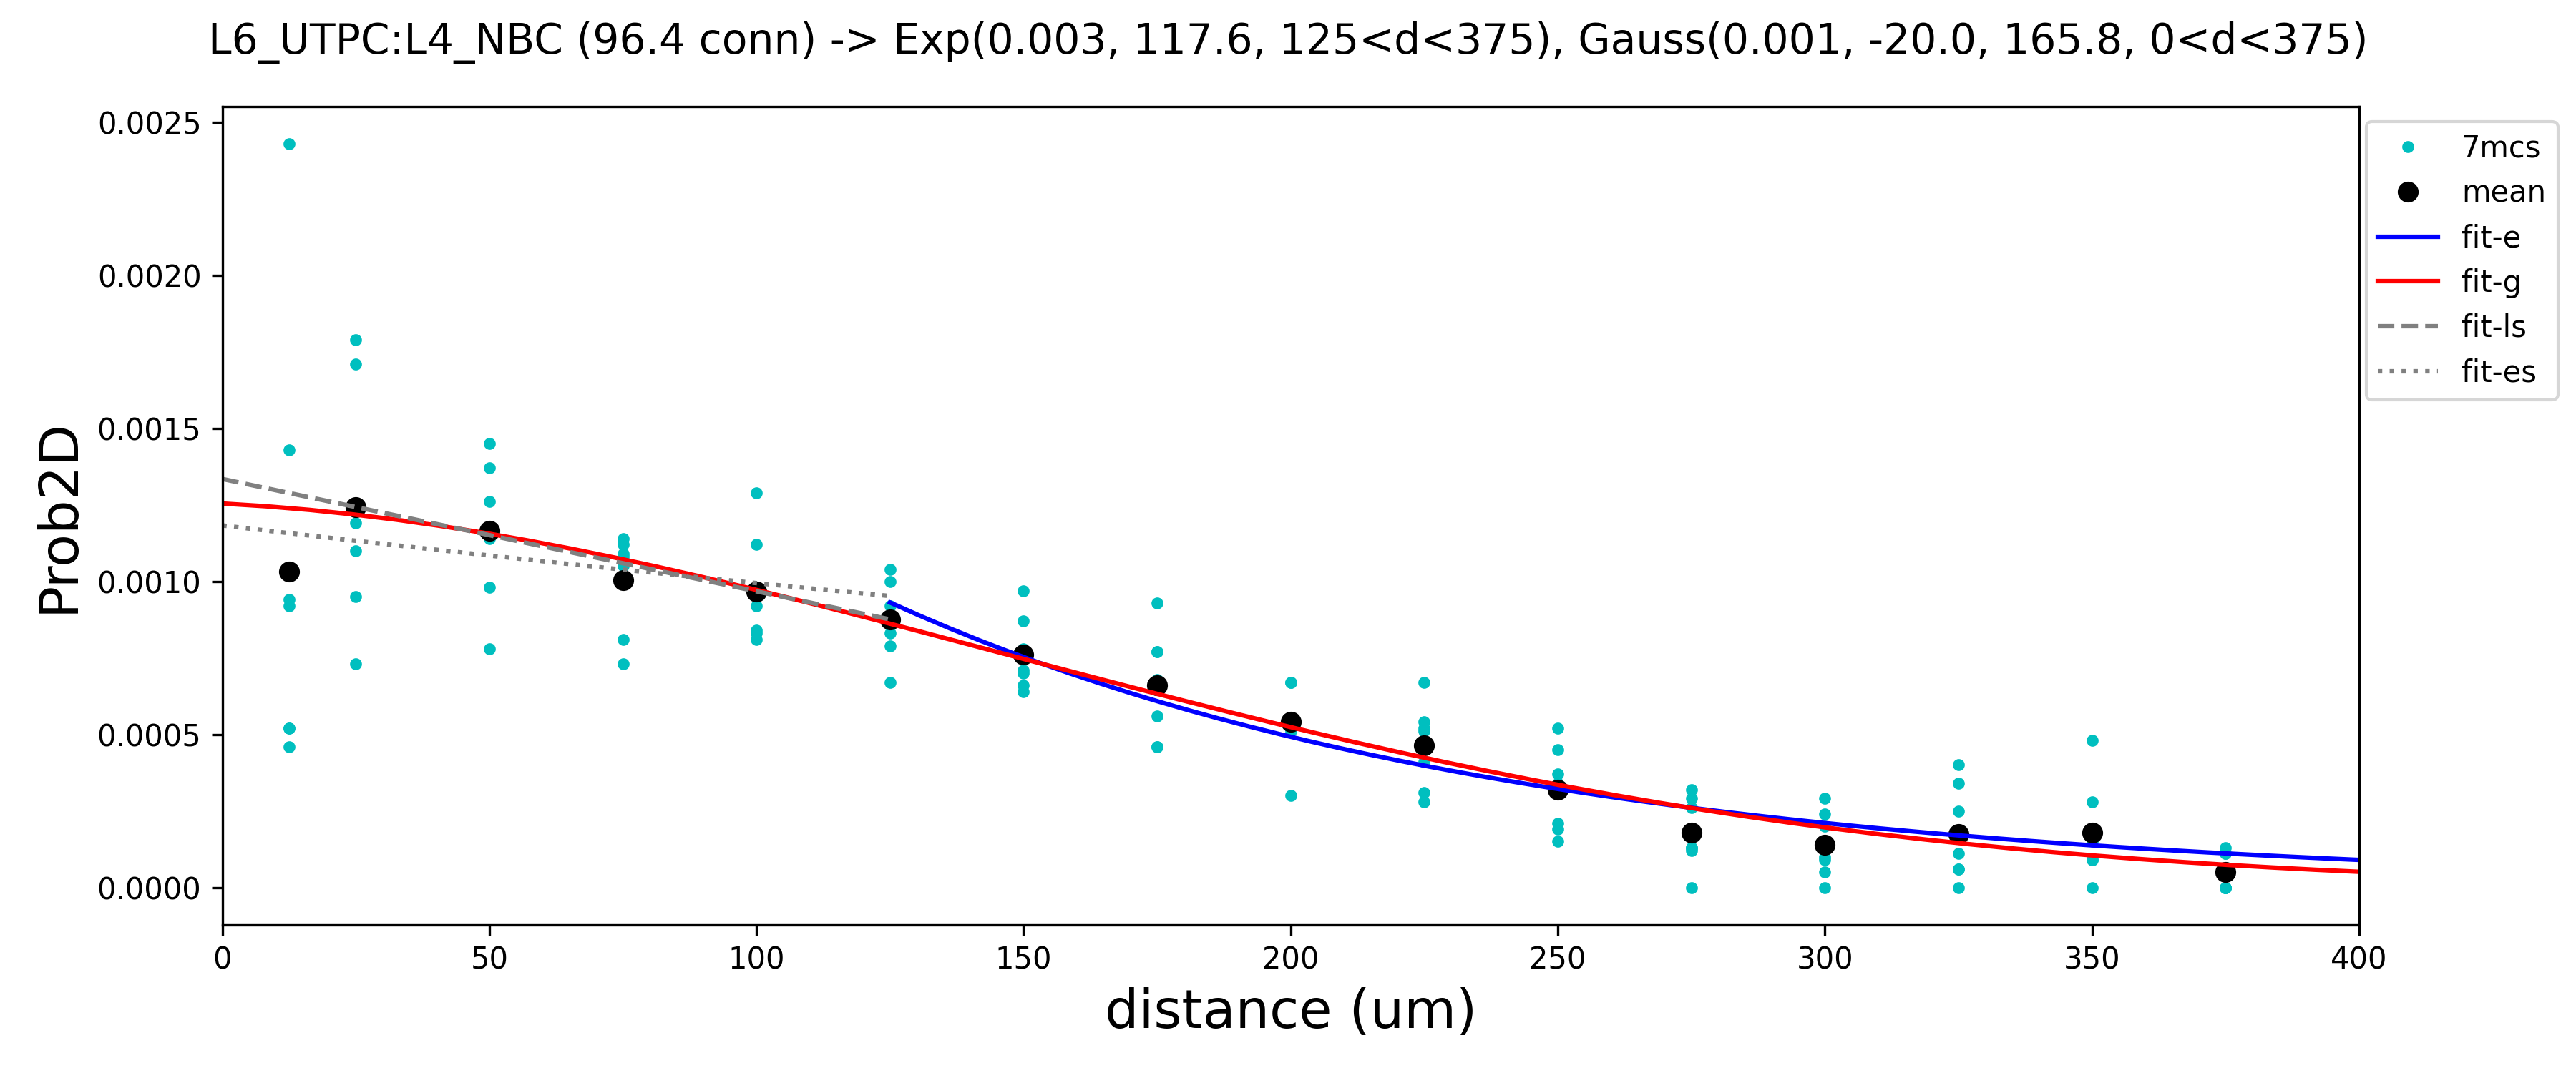 L6_UTPC:L4_NBC (96.4 conn) -> Exp(0.003, 117.6, 125<d<375), Gauss(0.001, -20.0, 165.8, 0<d<375)
0.0025
0.0020
0.0015
0.0010
0.0005
0.0000
Prob2D
0 50 100 150 200 250 300 350 400
distance (um)
7mcs
mean
fit-e
fit-g
fit-ls
fit-es